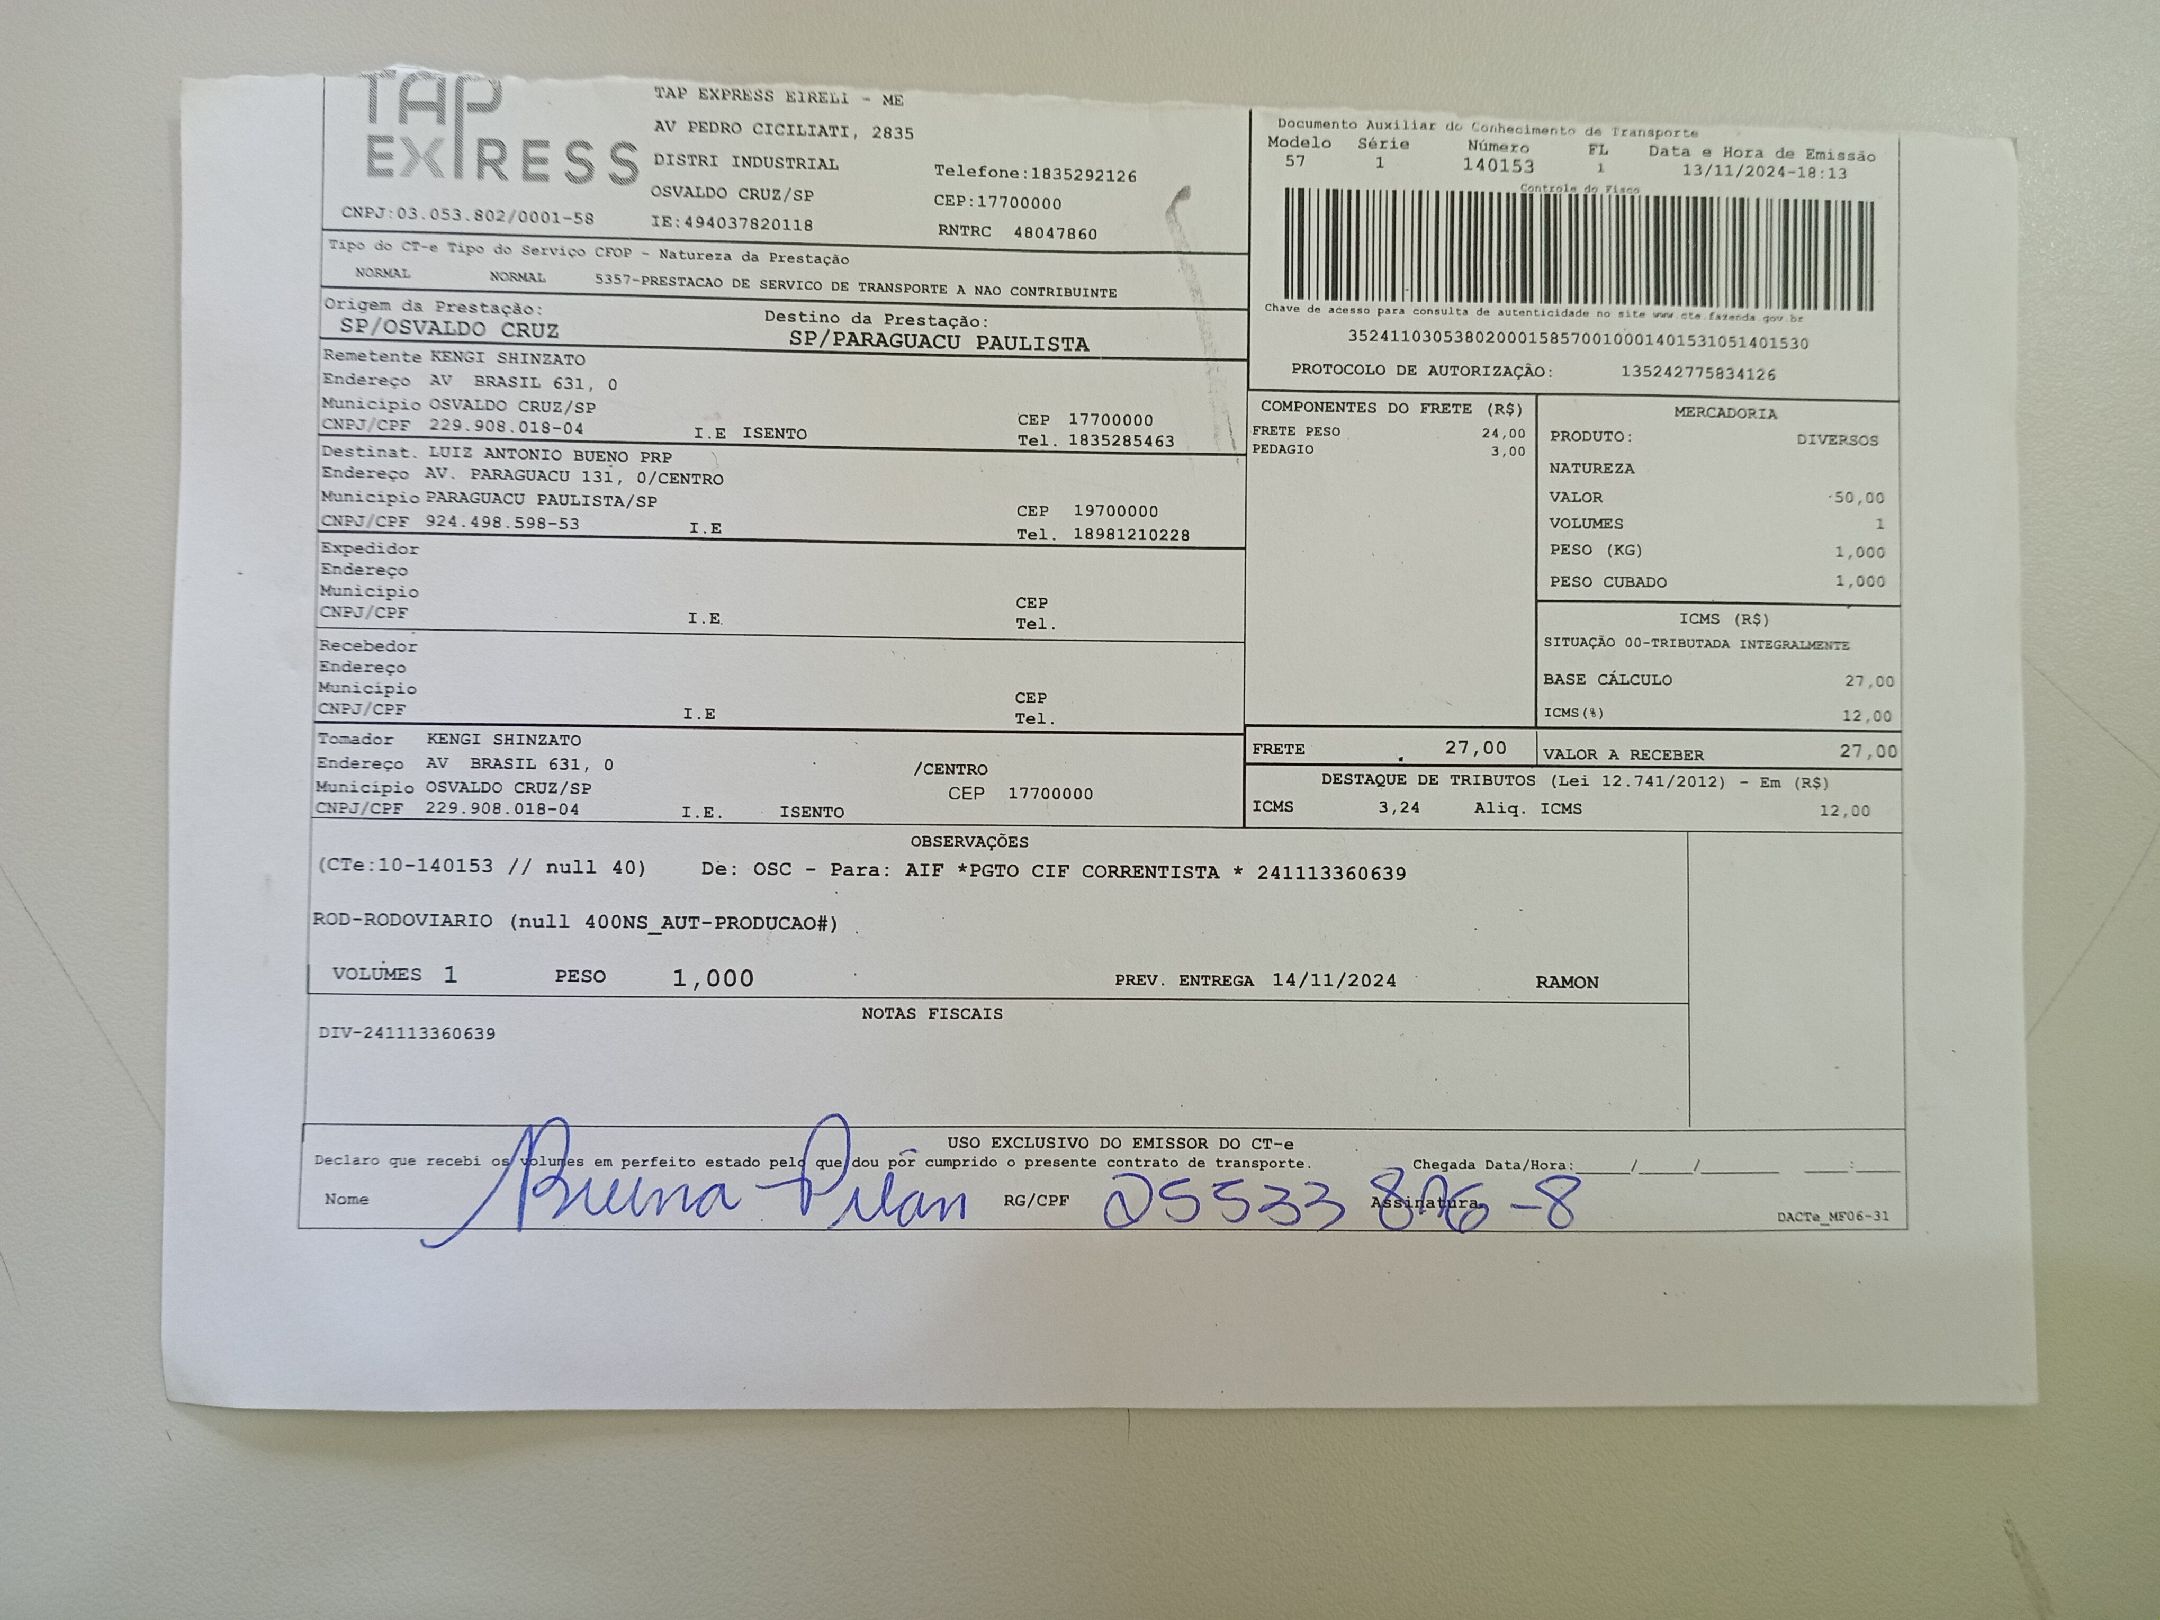 TAP
EXPRESS
TAP EXPRESS EIRELI - ME
AV PEDRO CICILIATI, 2835
DISTRI INDUSTRIAL
OSVALDO CRUZ/SP
CNPJ:03.053.802/0001-58
IE:494037820118
Telefone:1835292126
CEP:17700000
RNTRC 48047860
Documento Auxiliar do Conhecimento de Transporte
Modelo Série Número FL Data e Hora de Emissão
57 1 140153 1 13/11/2024-18:13
Controle do Fisco
Chave de acesso para consulta de autenticidade no site www.cte.fazenda.gov.br
35241103053802000158570010001401531051401530
PROTOCOLO DE AUTORIZAÇÃO: 135242775834126
Tipo do CT-e Tipo do Serviço CFOP - Natureza da Prestação
NORMAL NORMAL 5357-PRESTACAO DE SERVICO DE TRANSPORTE A NAO CONTRIBUINTE
Origem da Prestação: Destino da Prestação:
SP/OSVALDO CRUZ SP/PARAGUACU PAULISTA
Remetente KENGI SHINZATO
Endereço AV BRASIL 631, 0
Município OSVALDO CRUZ/SP CEP 17700000
CNPJ/CPF 229.908.018-04 I.E ISENTO Tel. 1835285463
Destinat. LUIZ ANTONIO BUENO PRP
Endereço AV. PARAGUACU 131, 0/CENTRO
Município PARAGUACU PAULISTA/SP CEP 19700000
CNPJ/CPF 924.498.598-53 I.E Tel. 18981210228
Expedidor
Endereço
Município CEP
CNPJ/CPF I.E. Tel.
Recebedor
Endereço
Município CEP
CNPJ/CPF I.E Tel.
Tomador KENGI SHINZATO
Endereço AV BRASIL 631, 0 /CENTRO
Município OSVALDO CRUZ/SP CEP 17700000
CNPJ/CPF 229.908.018-04 I.E. ISENTO
COMPONENTES DO FRETE (R$)
FRETE PESO 24,00
PEDAGIO 3,00
MERCADORIA
PRODUTO: DIVERSOS
NATUREZA
VALOR 50,00
VOLUMES 1
PESO (KG) 1,000
PESO CUBADO 1,000
ICMS (R$)
SITUAÇÃO 00-TRIBUTADA INTEGRALMENTE
BASE CÁLCULO 27,00
ICMS(%) 12,00
FRETE 27,00 VALOR A RECEBER 27,00
DESTAQUE DE TRIBUTOS (Lei 12.741/2012) - Em (R$)
ICMS 3,24 Aliq. ICMS 12,00
OBSERVAÇÕES
(CTe:10-140153 // null 40) De: OSC - Para: AIF *PGTO CIF CORRENTISTA * 241113360639
ROD-RODOVIARIO (null 400NS_AUT-PRODUCAO#)
VOLUMES 1 PESO 1,000 PREV. ENTREGA 14/11/2024 RAMON
NOTAS FISCAIS
DIV-241113360639
USO EXCLUSIVO DO EMISSOR DO CT-e
Declaro que recebi os volumes em perfeito estado pelo que dou por cumprido o presente contrato de transporte. Chegada Data/Hora:_____/_____/_______ ____:____
Nome Bruna Pilan RG/CPF 25533 Assinatura
DACTe_MF06-31